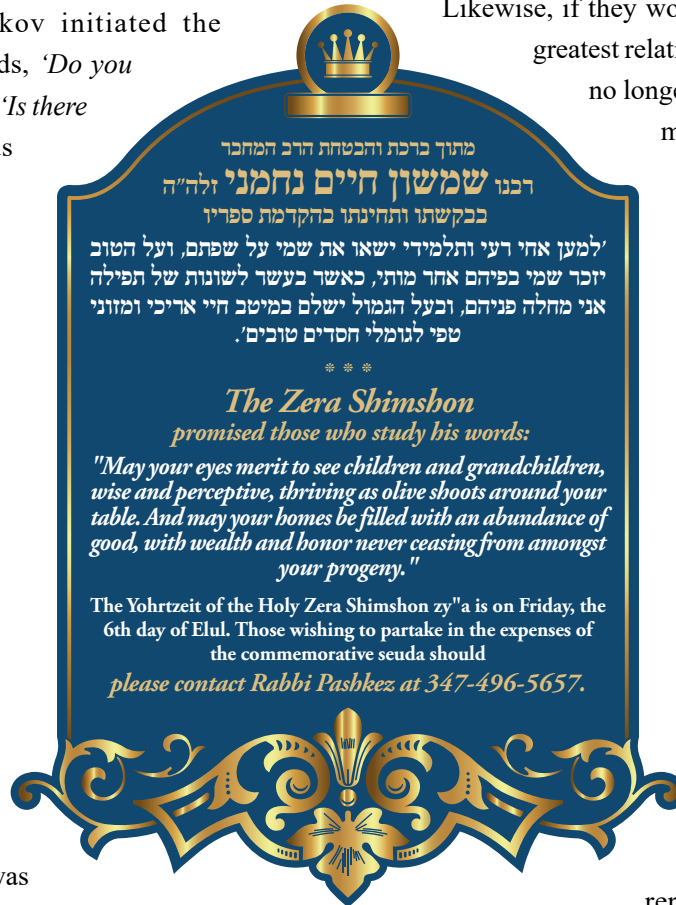 kov initiated the
ds, ‘Do you
‘Is there
s
Likewise, if they wo
greatest relati
no longe
m
מתוך ברכת והבטחת הרב המחבר
רבנו שמשון חיים נחמני זלה״ה
בבקשתו ותחינתו בהקדמת ספריו
'למען אחי רעי ותלמידי ישאו את שמי על שפתם, ועל הטוב
יזכר שמי בפיהם אחר מותי, כאשר בעשר לשונות של תפילה
אני מחלה פניהם, ובעל הגמול ישלם במיטב חיי אריכי ומזוני
טפי לגומלי חסדים טובים'.
* * *
The Zera Shimshon
promised those who study his words:
"May your eyes merit to see children and grandchildren,
wise and perceptive, thriving as olive shoots around your
table. And may your homes be filled with an abundance of
good, with wealth and honor never ceasing from amongst
your progeny."
The Yohrtzeit of the Holy Zera Shimshon zy"a is on Friday, the
6th day of Elul. Those wishing to partake in the expenses of
the commemorative seuda should
please contact Rabbi Pashkez at 347-496-5657.
vas
rer